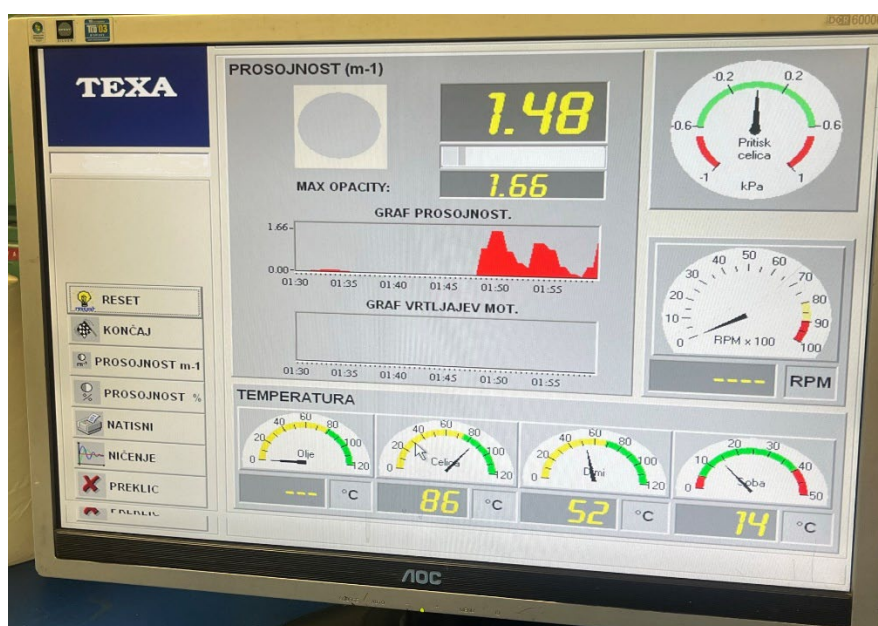 TEXA
RESET
KONČAJ
PROSOJNOST m-1
PROSOJNOST %
NATISNI
NIČENJE
PREKLIC
PROSOJNOST (m-1)
1.48
MAX OPACITY:
1.66
GRAF PROSOJNOST.
1.66
0.00
01:30 01:35 01:40 01:45 01:50 01:55
GRAF VRTLJAJEV MOT.
01:30 01:35 01:40 01:45 01:50 01:55
-0.2 0.2
-0.6 0.6
Pritisk
celica
-1 1
kPa
0 10 20 30 40 50 60 70 80 90 100
RPM x 100
---- RPM
TEMPERATURA
0 20 40 60 80 100 120
Olje
--- °C
20 40 60 80 100 120
Celica
86 °C
0 20 40 60 80 100 120
Dimi
52 °C
0 10 20 30 40 50
Soba
14 °C
AOC